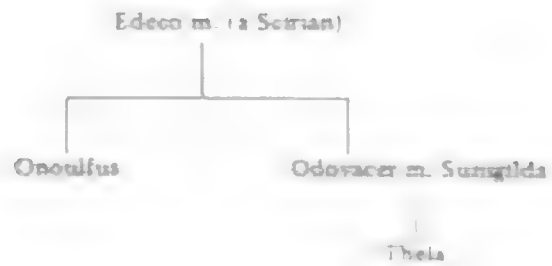 Edeco m. (a Scirian)
Onoulfus Odovacer m. Sunigilda
Thela